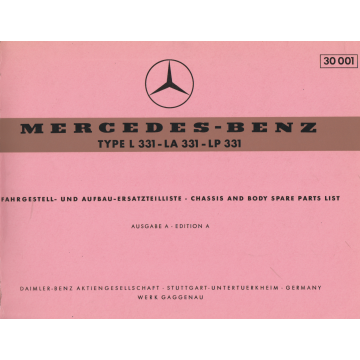 30 001
MERCEDES-BENZ
TYPE L 331 - LA 331 - LP 331
FAHRGESTELL- UND AUFBAU-ERSATZTEILLISTE · CHASSIS AND BODY SPARE PARTS LIST
AUSGABE A · EDITION A
DAIMLER-BENZ AKTIENGESELLSCHAFT · STUTTGART-UNTERTUERKHEIM · GERMANY
WERK GAGGENAU